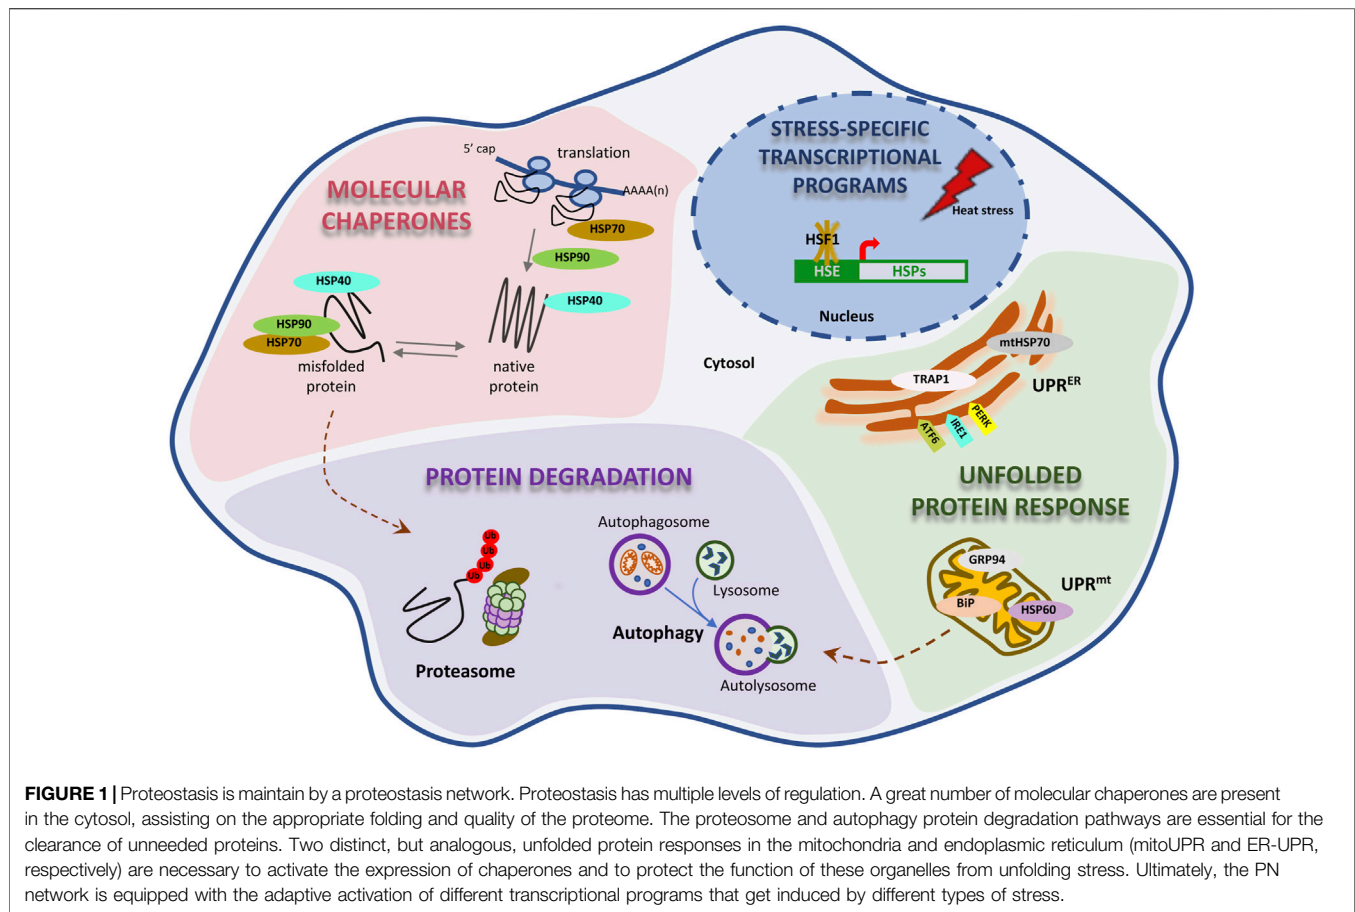 STRESS-SPECIFIC
TRANSCRIPTIONAL
PROGRAMS
Heat stress
HSF1
HSE
HSPs
Nucleus
5’ cap
translation
AAAA(n)
MOLECULAR
CHAPERONES
HSP70
HSP90
HSP40
HSP40
HSP90
HSP70
misfolded
protein
native
protein
Cytosol
mtHSP70
TRAP1
UPRER
PERK
IRE1
ATF6
UNFOLDED
PROTEIN RESPONSE
GRP94
UPRmt
BiP
HSP60
PROTEIN DEGRADATION
Autophagosome
Ub
Ub
Ub
Ub
Lysosome
Autophagy
Proteasome
Autolysosome
FIGURE 1 | Proteostasis is maintain by a proteostasis network. Proteostasis has multiple levels of regulation. A great number of molecular chaperones are present
in the cytosol, assisting on the appropriate folding and quality of the proteome. The proteosome and autophagy protein degradation pathways are essential for the
clearance of unneeded proteins. Two distinct, but analogous, unfolded protein responses in the mitochondria and endoplasmic reticulum (mitoUPR and ER-UPR,
respectively) are necessary to activate the expression of chaperones and to protect the function of these organelles from unfolding stress. Ultimately, the PN
network is equipped with the adaptive activation of different transcriptional programs that get induced by different types of stress.